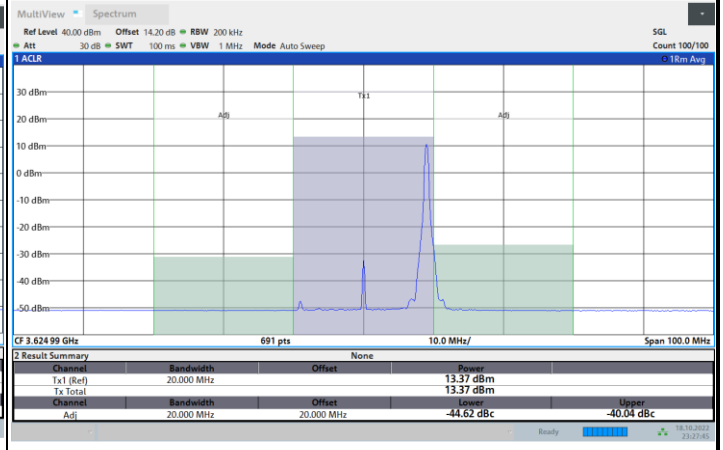 MultiView Spectrum
Ref Level 40.00 dBm Offset 14.20 dB RBW 200 kHz SGL
Att 30 dB SWT 100 ms VBW 1 MHz Mode Auto Sweep Count 100/100
1 ACLR 1Rm Avg
30 dBm
Tx1
20 dBm Adj Adj
10 dBm
0 dBm
-10 dBm
-20 dBm
-30 dBm
-40 dBm
-50 dBm
CF 3.624 99 GHz 691 pts 10.0 MHz/ Span 100.0 MHz
2 Result Summary None
Channel Bandwidth Offset Power
Tx1 (Ref) 20.000 MHz 13.37 dBm
Tx Total 13.37 dBm
Channel Bandwidth Offset Lower Upper
Adj 20.000 MHz 20.000 MHz -44.62 dBc -40.04 dBc
Ready 18.10.2022
23:27:45